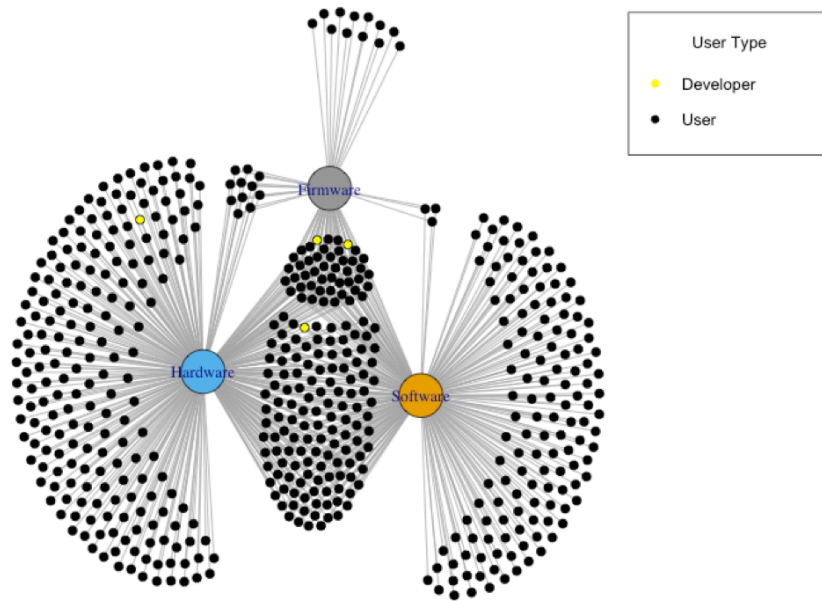 User Type
Developer
User
Firmware
Hardware
Software